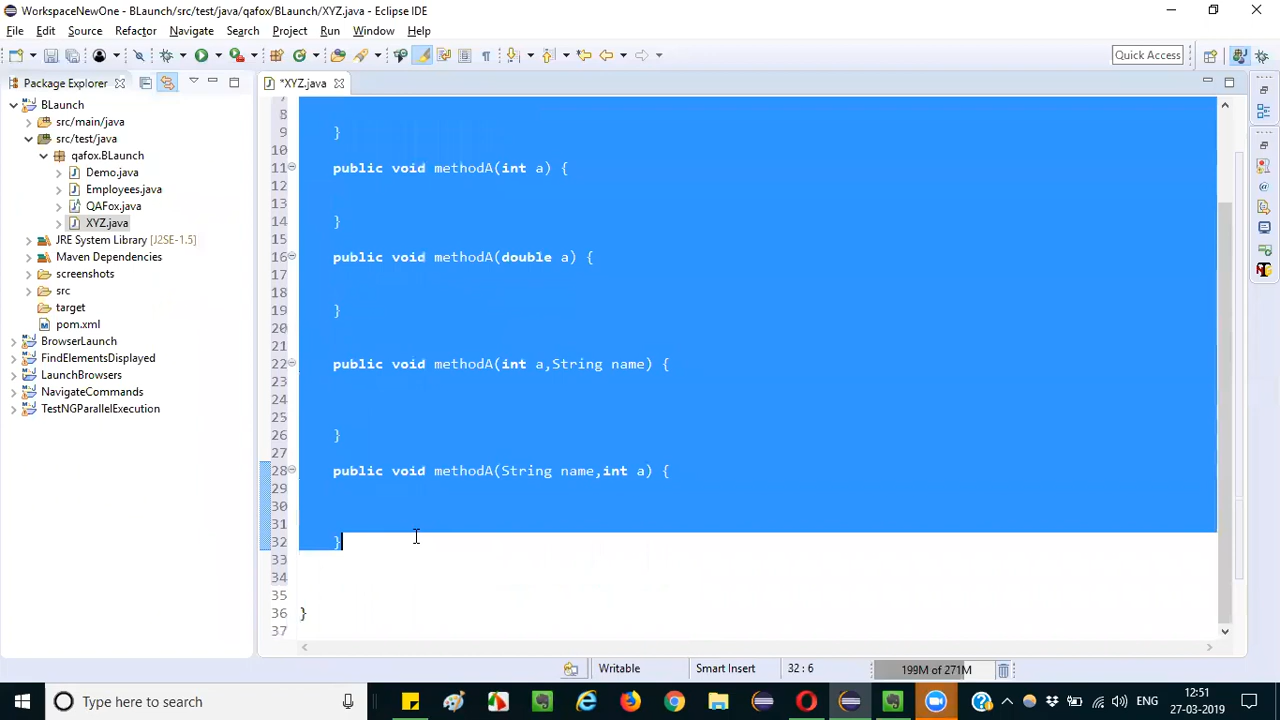 WorkspaceNewOne - BLaunch/src/test/java/qafox/BLaunch/XYZ.java - Eclipse IDE
File Edit Source Refactor Navigate Search Project Run Window Help
Quick Access
Package Explorer
*XYZ.java
BLaunch
src/main/java
src/test/java
qafox.BLaunch
Demo.java
Employees.java
QAFox.java
XYZ.java
JRE System Library [J2SE-1.5]
Maven Dependencies
screenshots
src
target
pom.xml
BrowserLaunch
FindElementsDisplayed
LaunchBrowsers
NavigateCommands
TestNGParallelExecution
7
8
9 }
10
11 public void methodA(int a) {
12
13
14 }
15
16 public void methodA(double a) {
17
18
19 }
20
21
22 public void methodA(int a,String name) {
23
24
25
26 }
27
28 public void methodA(String name,int a) {
29
30
31
32 }
33
34
35
36 }
37
Writable Smart Insert 32 : 6 199M of 271M
Type here to search
ENG
12:51
27-03-2019